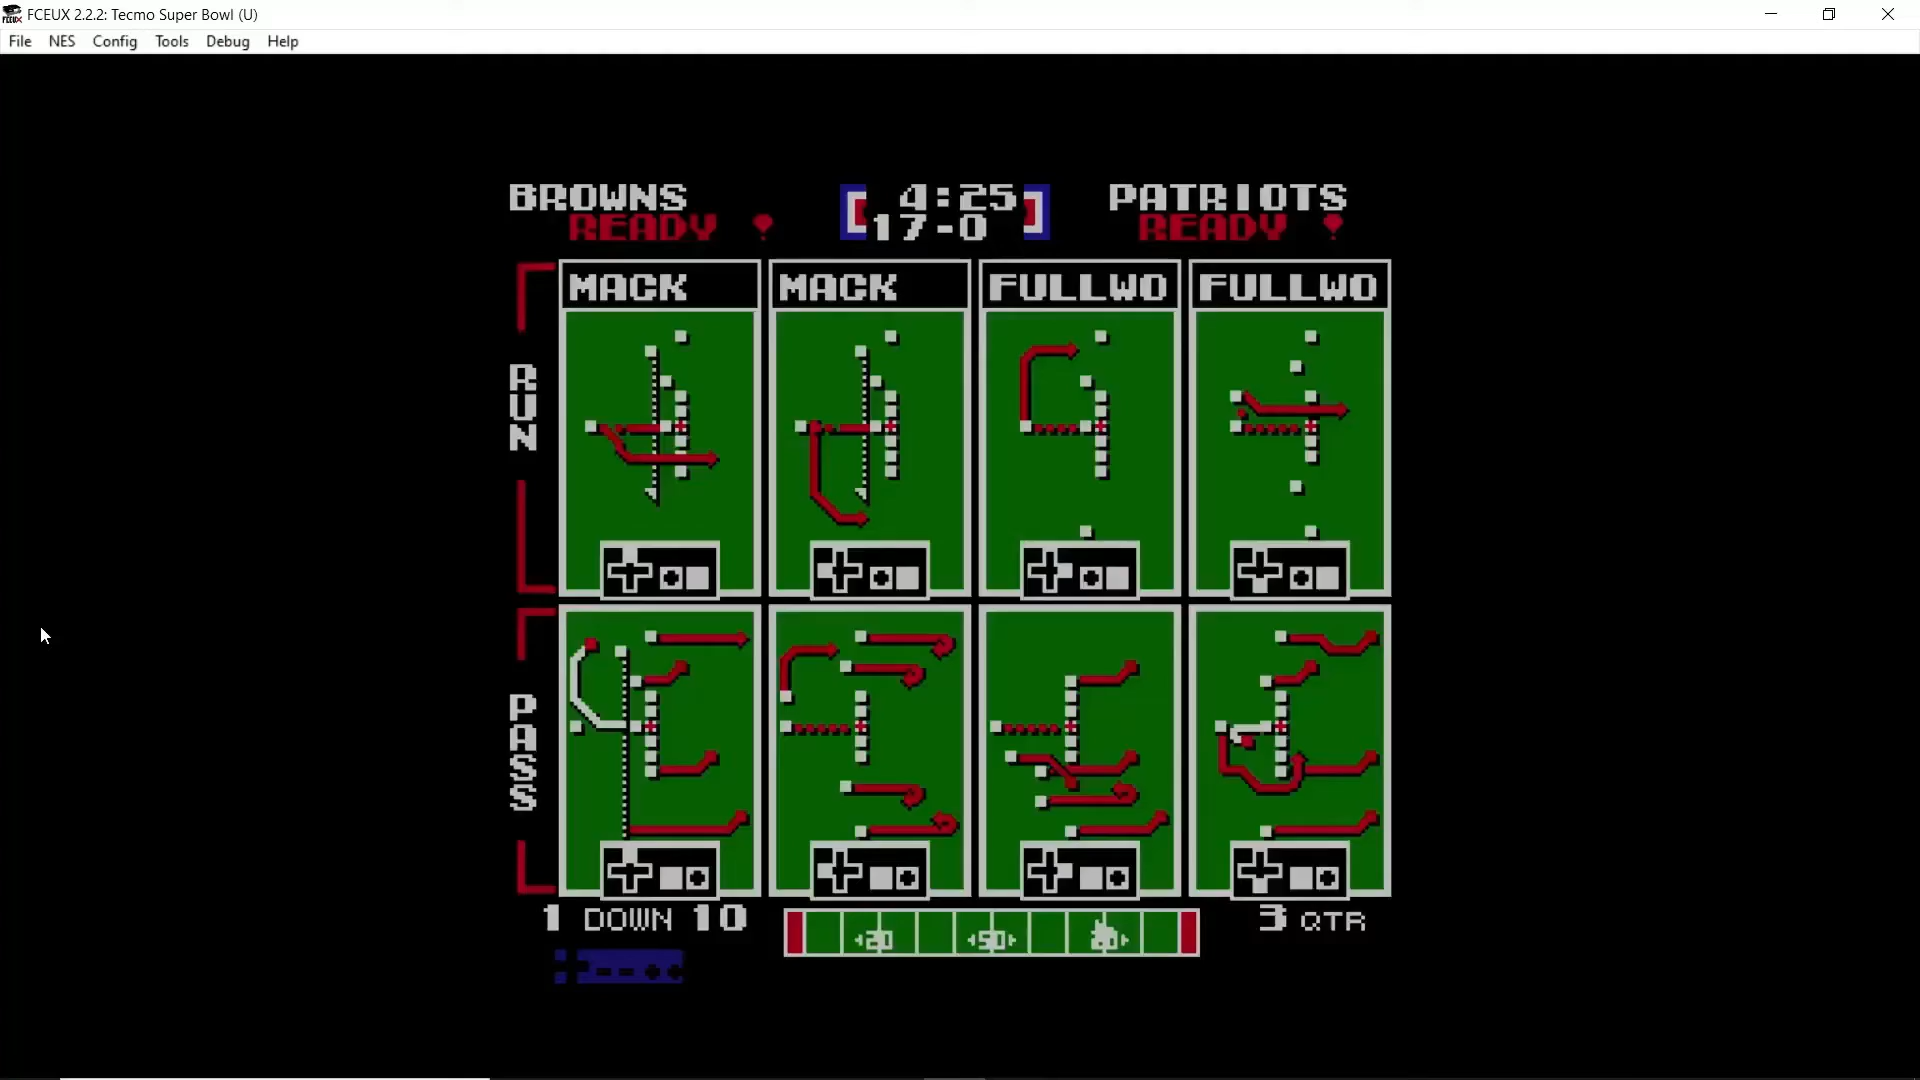 FCEUX 2.2.2: Tecmo Super Bowl (U)
File NES Config Tools Debug Help
BROWNS 4:25 PATRIOTS
READY 17-0 READY
MACK MACK FULLWO FULLWO
RUN
PASS
1 DOWN 10 20 50 20 3 QTR